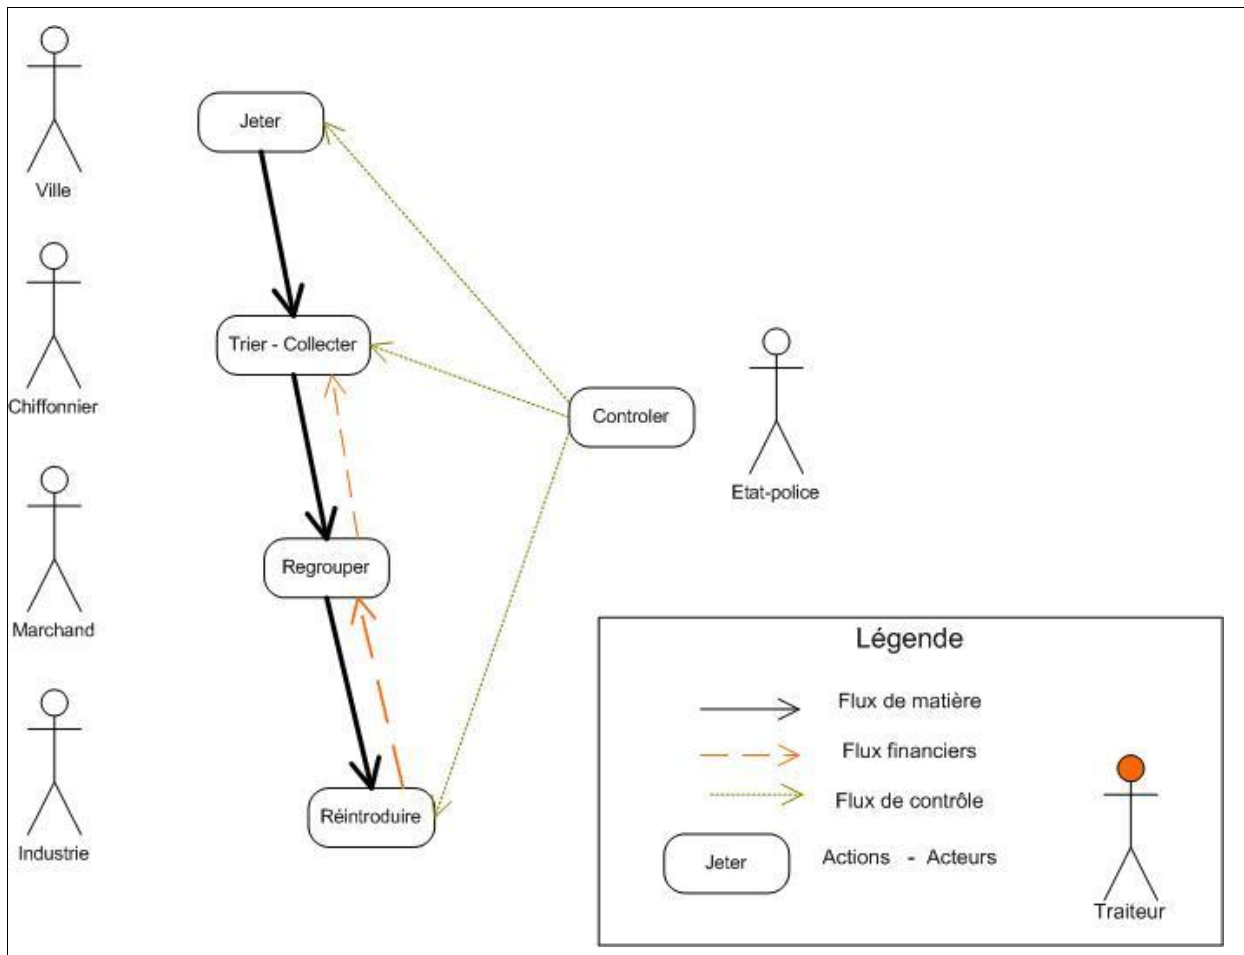 Jeter
Ville
Trier - Collecter
Chiffonnier
Controler
Etat-police
Regrouper
Marchand
Réintroduire
Industrie
Légende
Flux de matière
Flux financiers
Flux de contrôle
Jeter
Actions - Acteurs
Traiteur